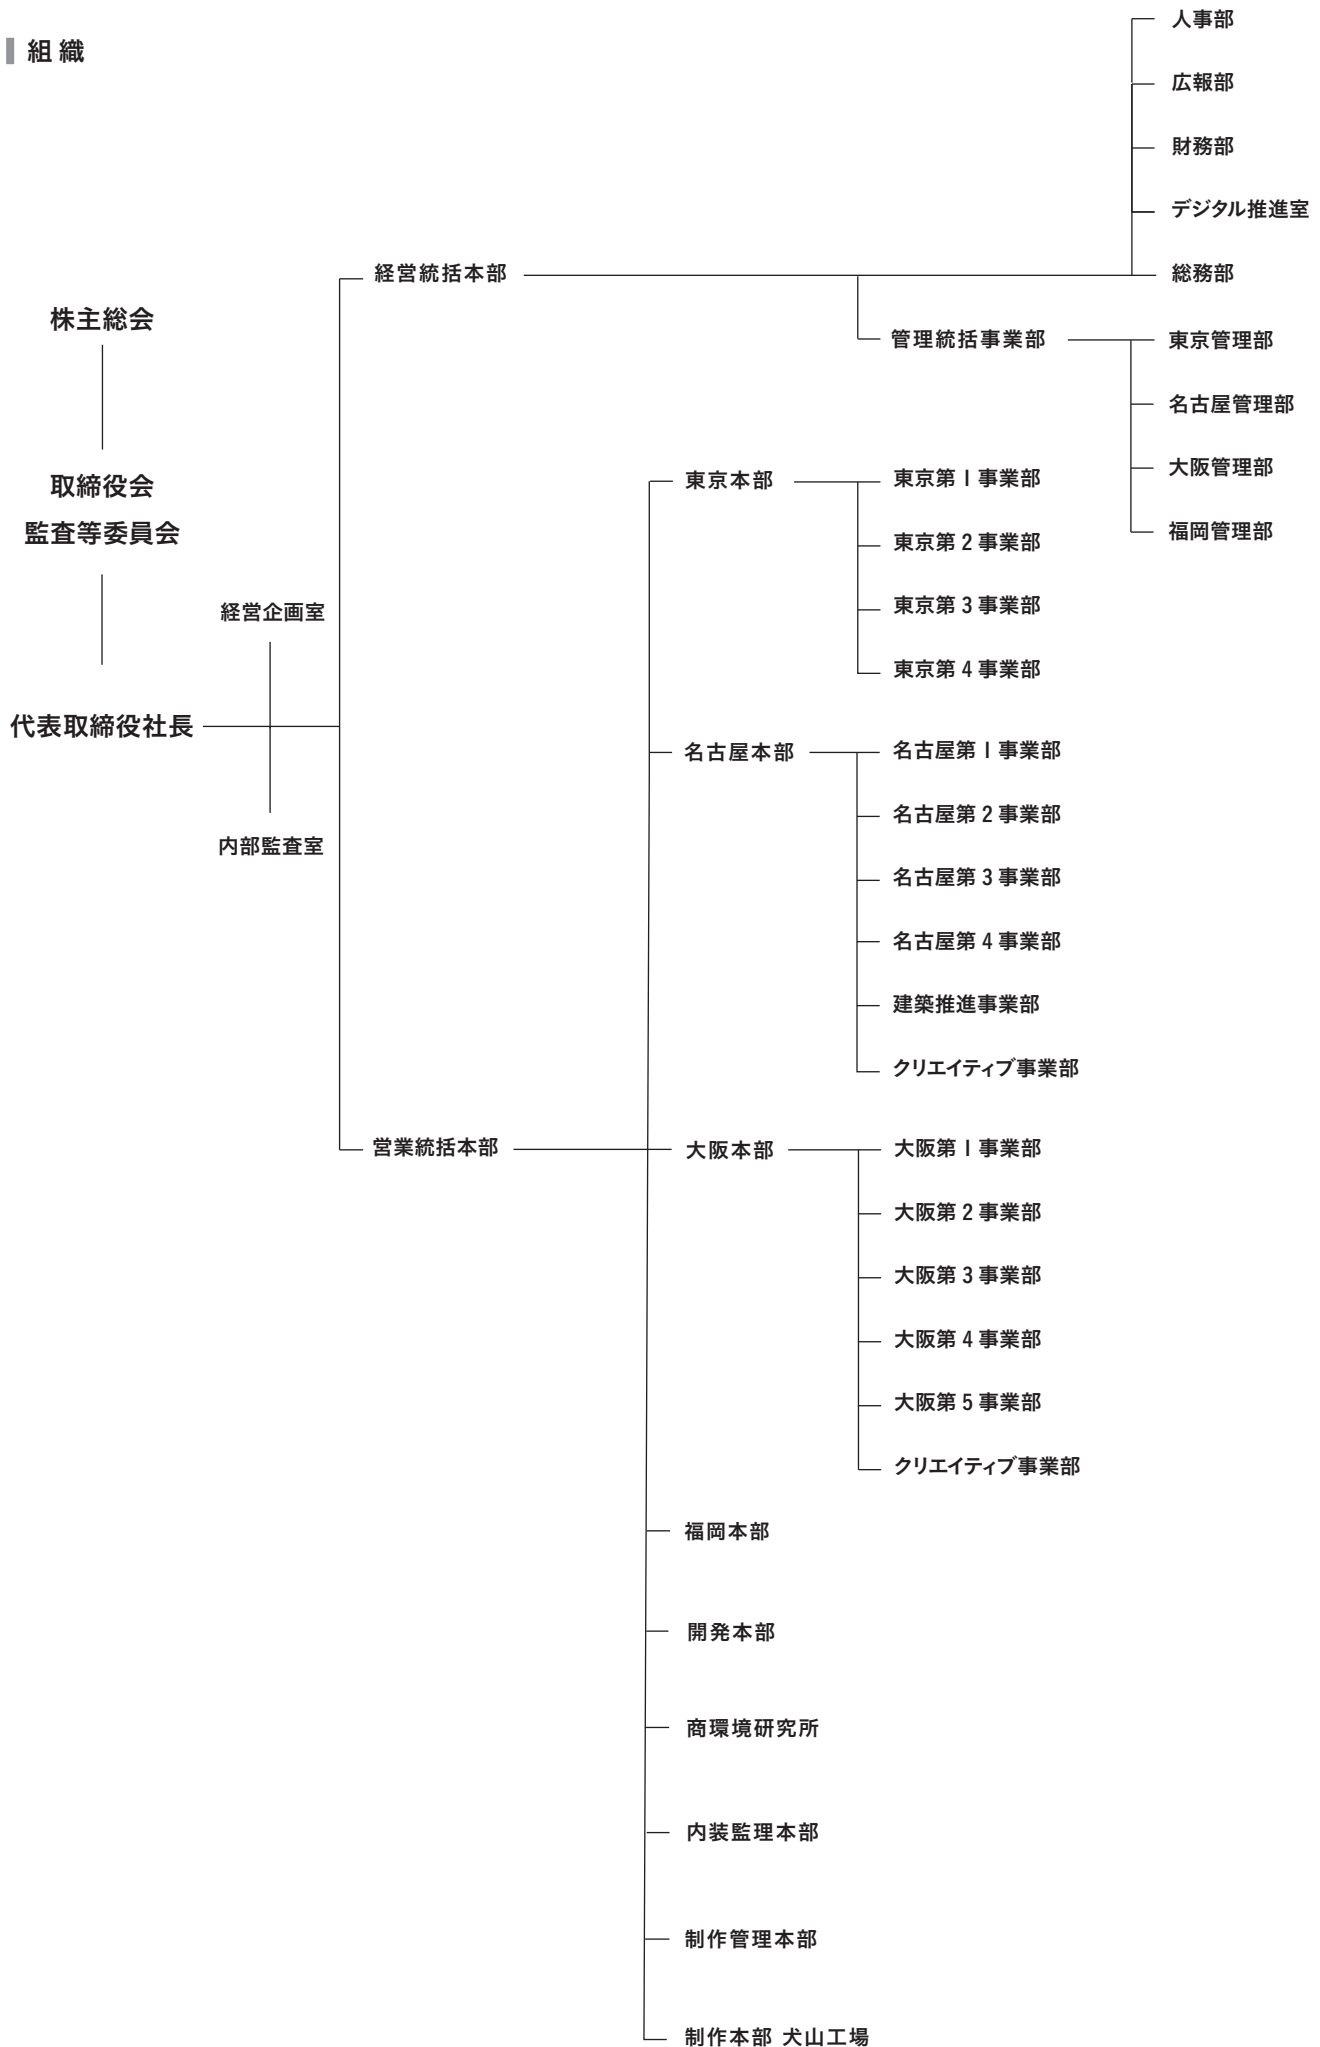 組織
株主総会
取締役会
監査等委員会
代表取締役社長
経営企画室
内部監査室
経営統括本部
人事部
広報部
財務部
デジタル推進室
総務部
管理統括事業部
東京管理部
名古屋管理部
大阪管理部
福岡管理部
営業統括本部
東京本部
東京第1事業部
東京第2事業部
東京第3事業部
東京第4事業部
名古屋本部
名古屋第1事業部
名古屋第2事業部
名古屋第3事業部
名古屋第4事業部
建築推進事業部
クリエイティブ事業部
大阪本部
大阪第1事業部
大阪第2事業部
大阪第3事業部
大阪第4事業部
大阪第5事業部
クリエイティブ事業部
福岡本部
開発本部
商環境研究所
内装監理本部
制作管理本部
制作本部 犬山工場